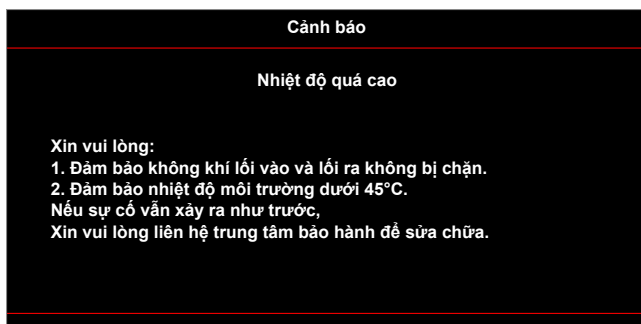 Cảnh báo
Nhiệt độ quá cao
Xin vui lòng:
1. Đảm bảo không khí lối vào và lối ra không bị chặn.
2. Đảm bảo nhiệt độ môi trường dưới 45°C.
Nếu sự cố vẫn xảy ra như trước,
Xin vui lòng liên hệ trung tâm bảo hành để sửa chữa.